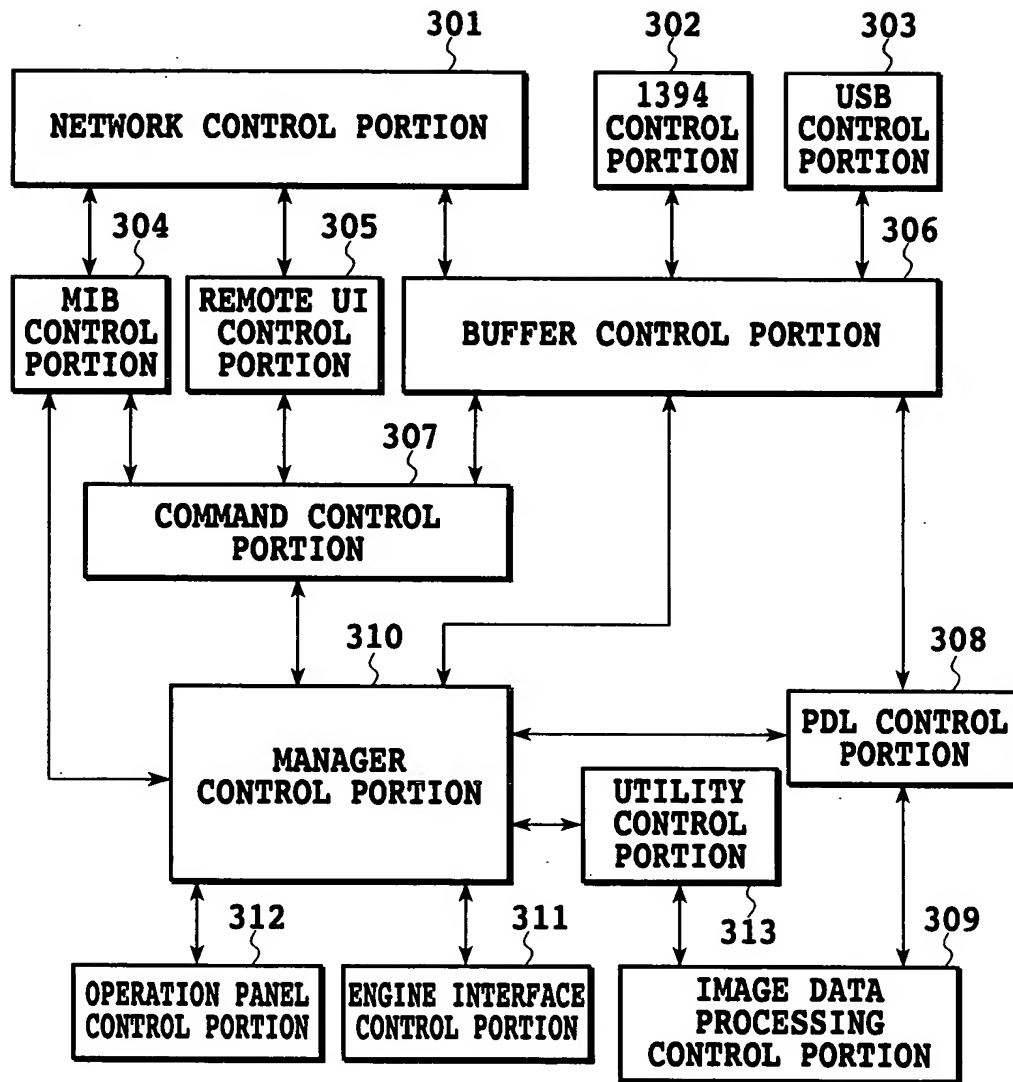 301
302
303
NETWORK CONTROL PORTION
1394
CONTROL
PORTION
USB
CONTROL
PORTION
304
305
306
MIB
CONTROL
PORTION
REMOTE UI
CONTROL
PORTION
BUFFER CONTROL PORTION
307
COMMAND CONTROL
PORTION
310
308
MANAGER
CONTROL PORTION
PDL CONTROL
PORTION
UTILITY
CONTROL
PORTION
312
311
313
309
OPERATION PANEL
CONTROL PORTION
ENGINE INTERFACE
CONTROL PORTION
IMAGE DATA
PROCESSING
CONTROL PORTION